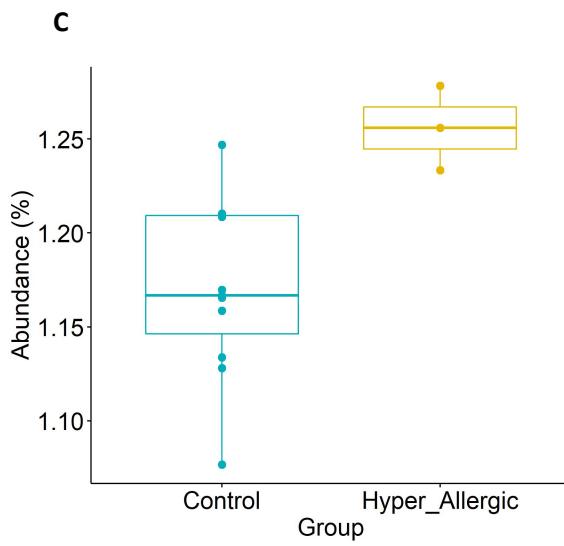 C
Abundance (%)
1.25
1.20
1.15
1.10
Control
Hyper_Allergic
Group